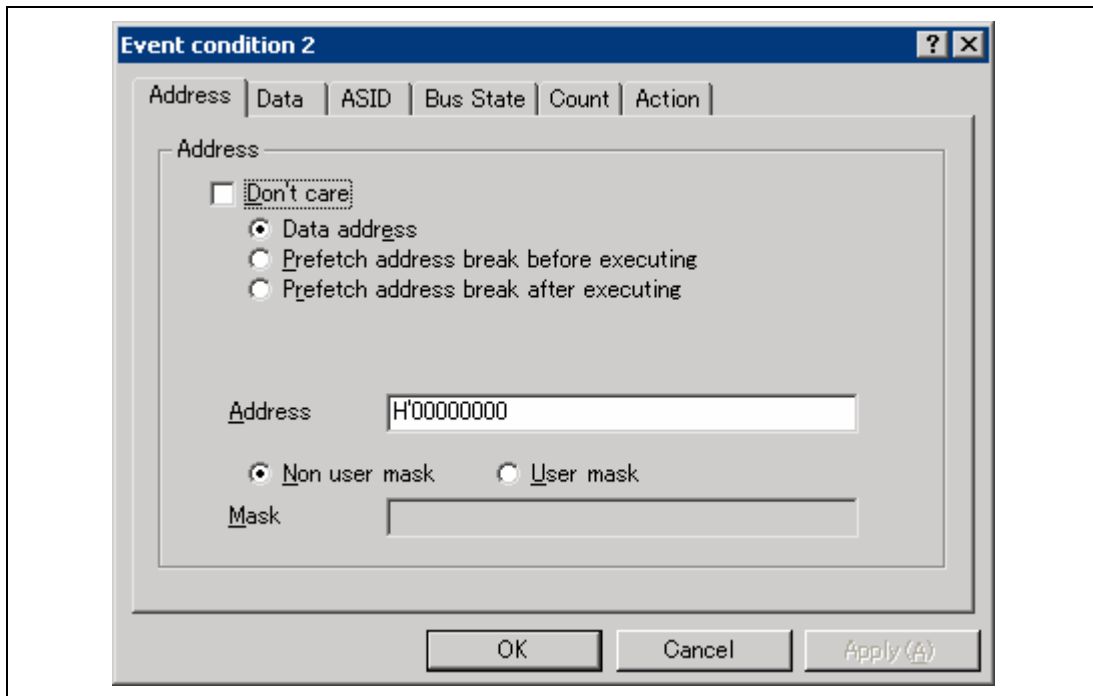 Event condition 2
Address Data ASID Bus State Count Action
Address
Don't care
Data address
Prefetch address break before executing
Prefetch address break after executing
Address H'00000000
Non user mask User mask
Mask
OK Cancel Apply(A)